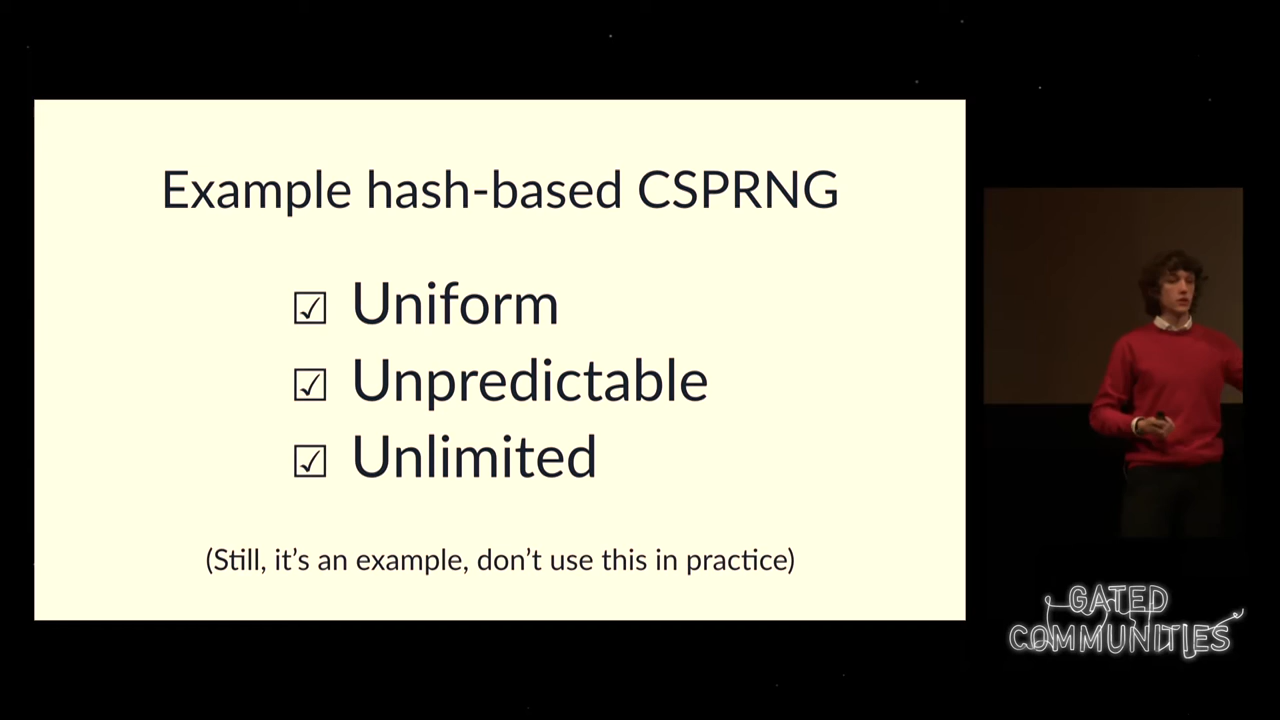 Example hash-based CSPRNG
☑ Uniform
☑ Unpredictable
☑ Unlimited
(Still, it’s an example, don’t use this in practice)
GATED
COMMUNITIES